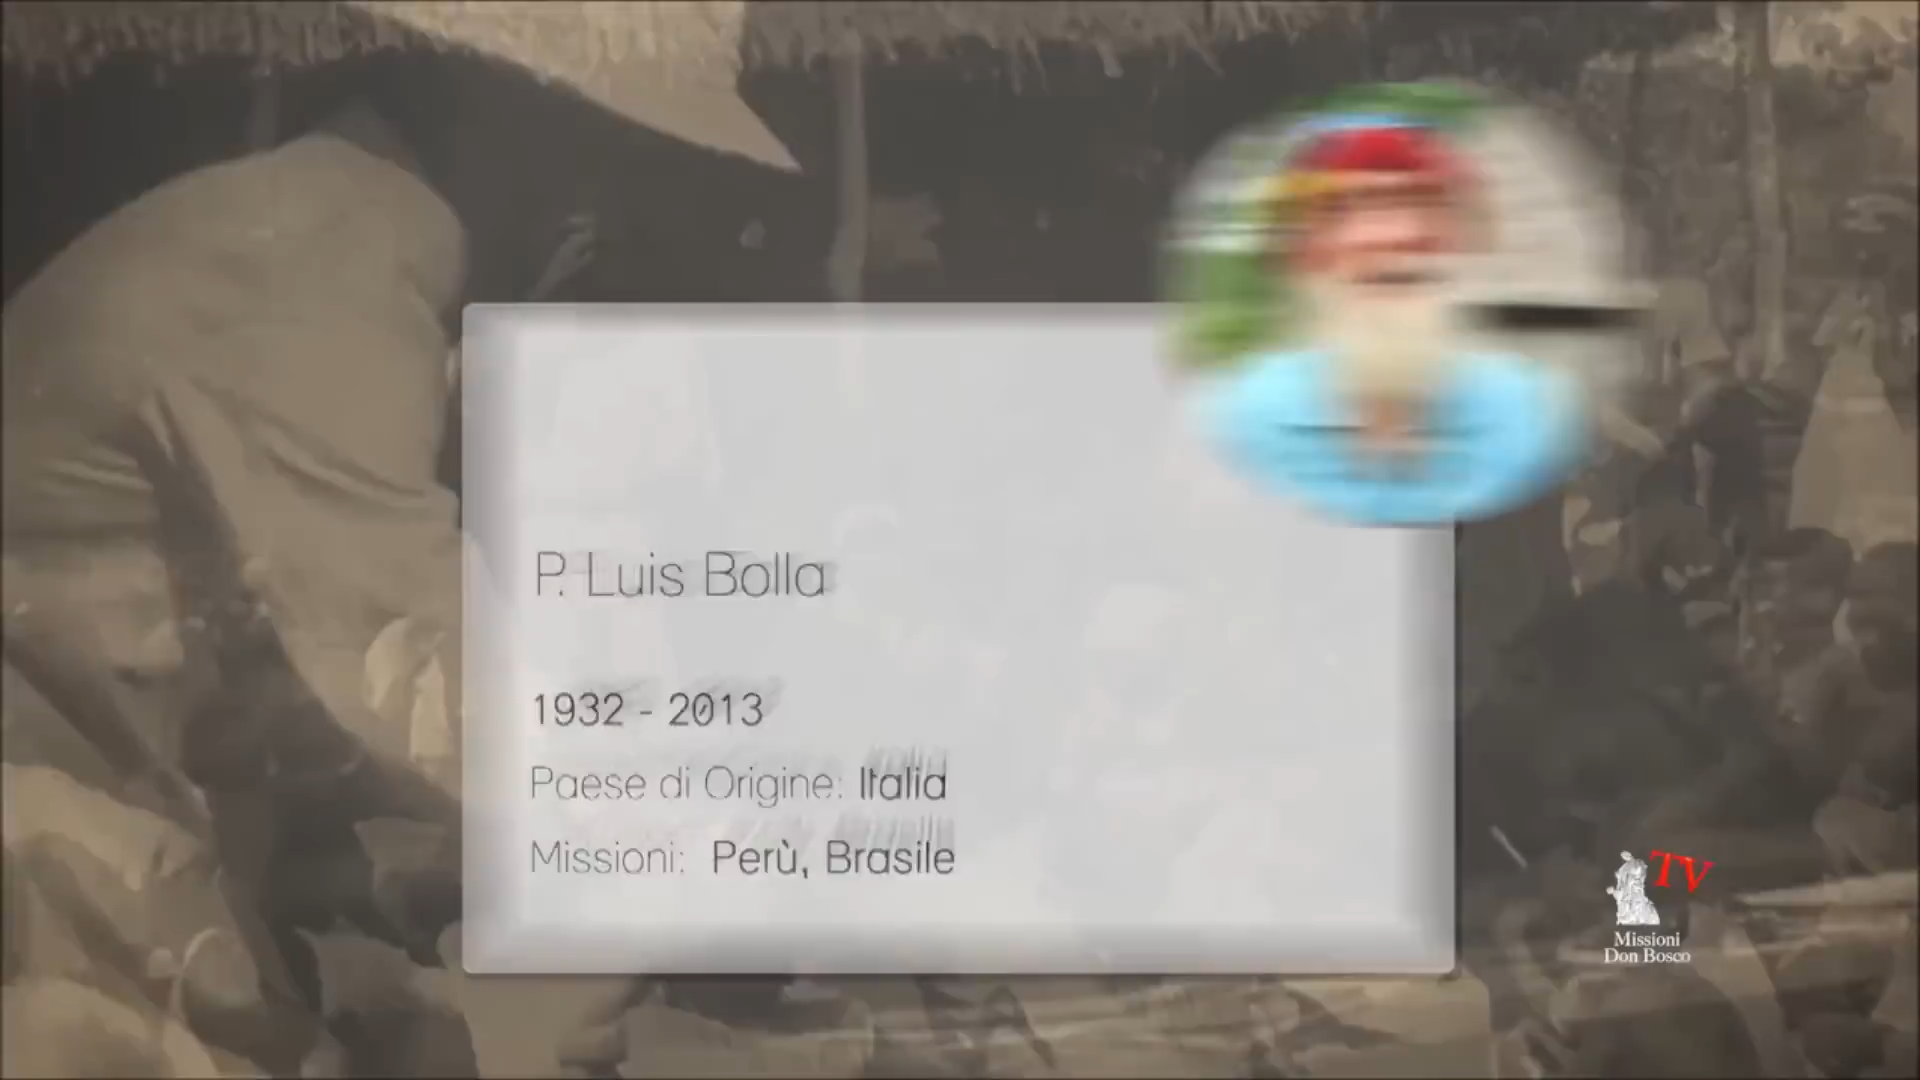 P. Luis Bolla
1932 - 2013
Paese di Origine: Italia
Missioni: Perù, Brasile
TV
Missioni
Don Bosco